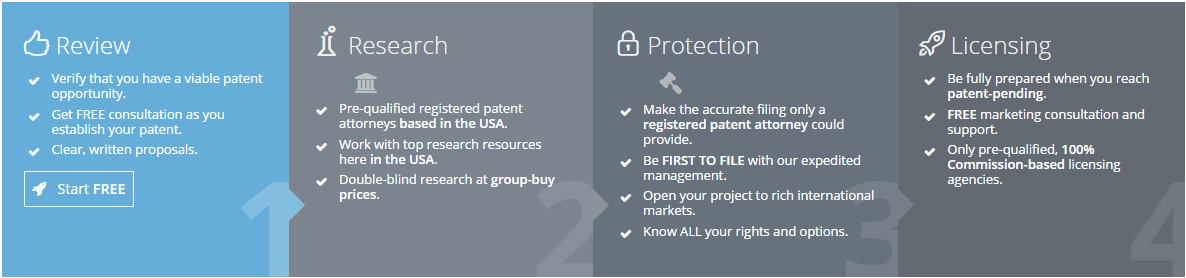 Review
Verify that you have a viable patent
opportunity.
Get FREE consultation as you
establish your patent.
Clear, written proposals.
Start FREE
1
Research
Pre-qualified registered patent
attorneys based in the USA.
Work with top research resources
here in the USA.
Double-blind research at group-buy
prices.
2
Protection
Make the accurate filing only a
registered patent attorney could
provide.
Be FIRST TO FILE with our expedited
management.
Open your project to rich international
markets.
Know ALL your rights and options.
3
Licensing
Be fully prepared when you reach
patent-pending.
FREE marketing consultation and
support.
Only pre-qualified, 100%
Commission-based licensing
agencies.
4